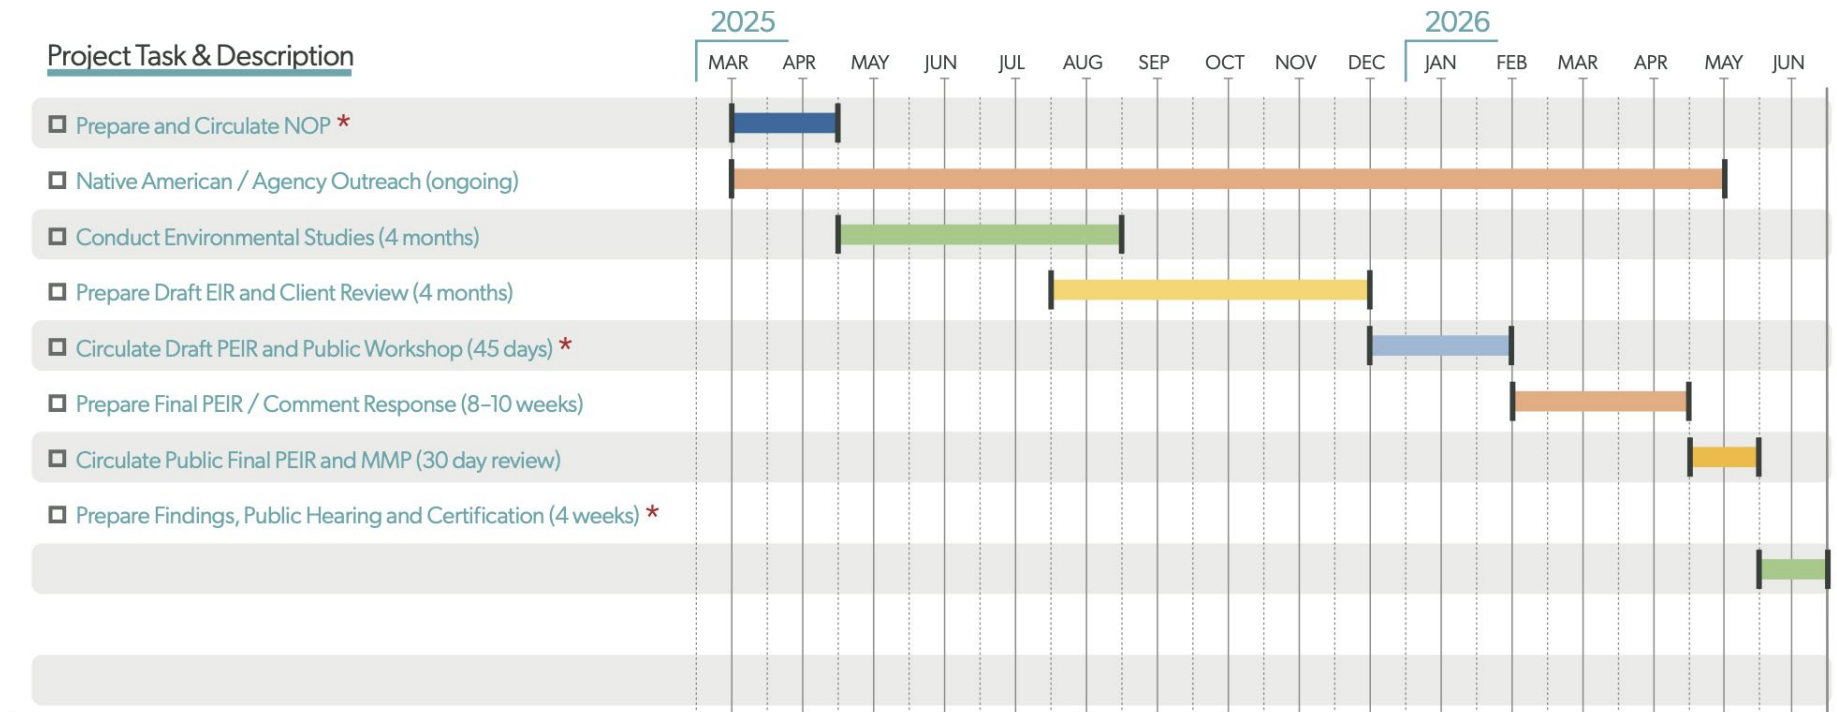 2025 2026
Project Task & Description
MAR APR MAY JUN JUL AUG SEP OCT NOV DEC JAN FEB MAR APR MAY JUN
Prepare and Circulate NOP *
Native American / Agency Outreach (ongoing)
Conduct Environmental Studies (4 months)
Prepare Draft EIR and Client Review (4 months)
Circulate Draft PEIR and Public Workshop (45 days) *
Prepare Final PEIR / Comment Response (8–10 weeks)
Circulate Public Final PEIR and MMP (30 day review)
Prepare Findings, Public Hearing and Certification (4 weeks) *